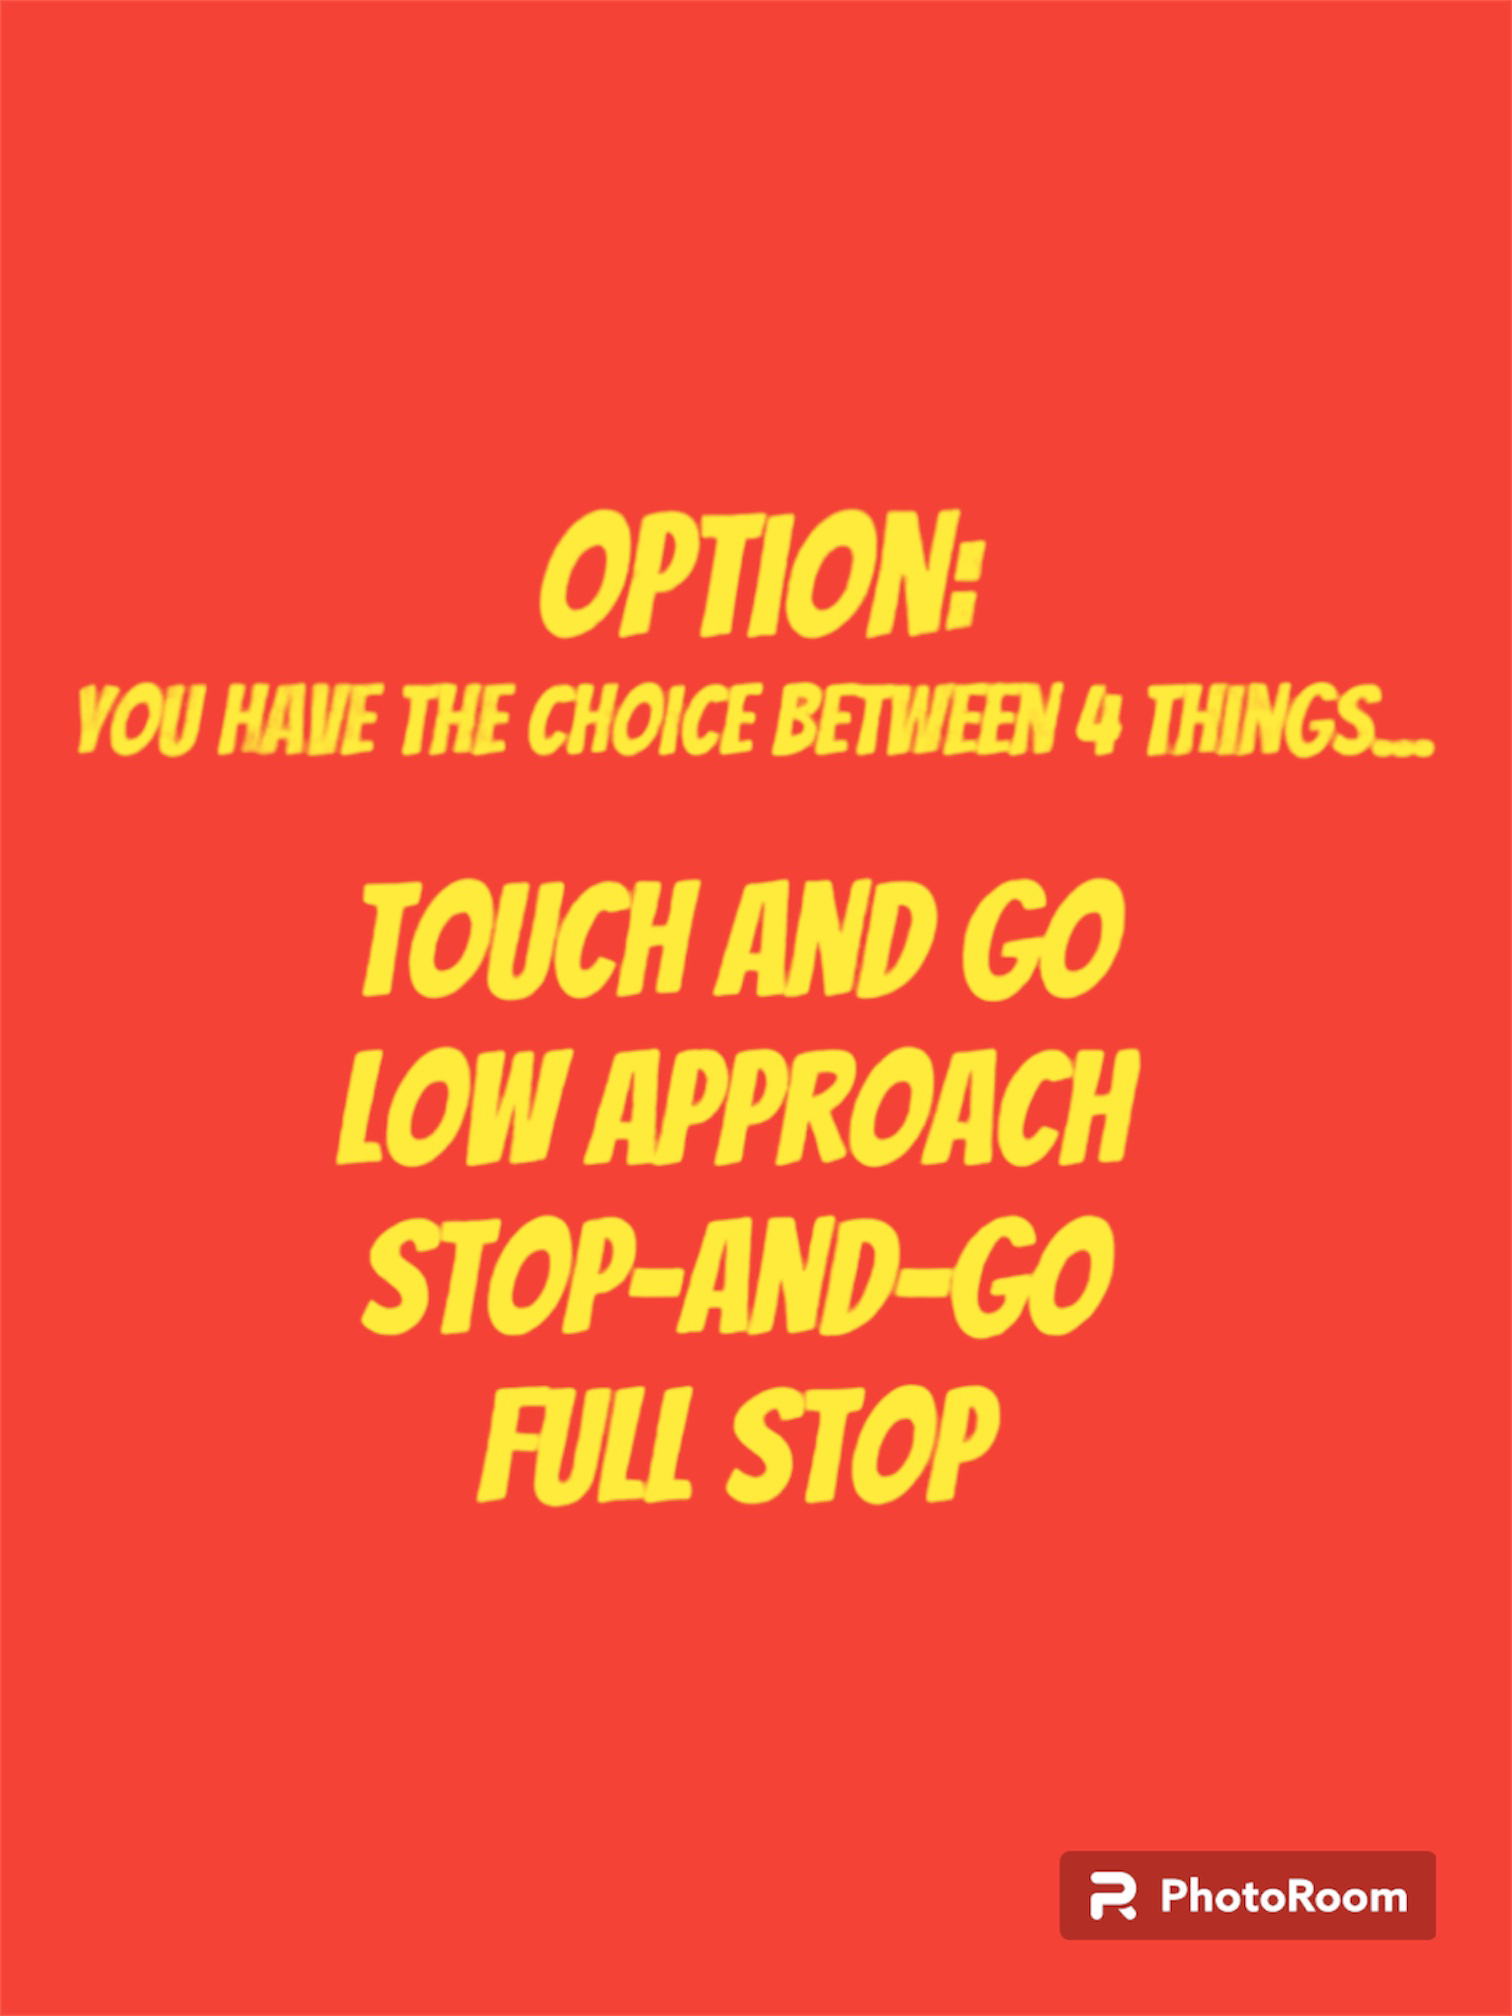 OPTION:
YOU HAVE THE CHOICE BETWEEN 4 THINGS...
TOUCH AND GO
LOW APPROACH
STOP-AND-GO
FULL STOP
PhotoRoom